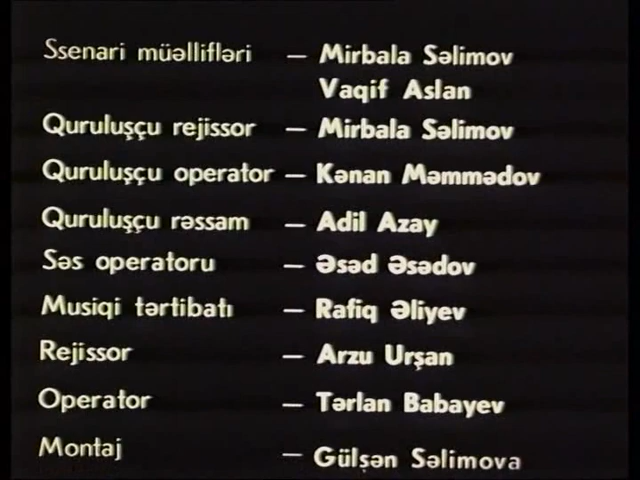 Ssenari müəllifləri – Mirbala Səlimov
Vaqif Aslan
Quruluşçu rejissor – Mirbala Səlimov
Quruluşçu operator – Kənan Məmmədov
Quruluşçu rəssam – Adil Azay
Səs operatoru – Əsəd Əsədov
Musiqi tərtibatı – Rafiq Əliyev
Rejissor – Arzu Urşan
Operator – Tərlan Babayev
Montaj – Gülşən Səlimova